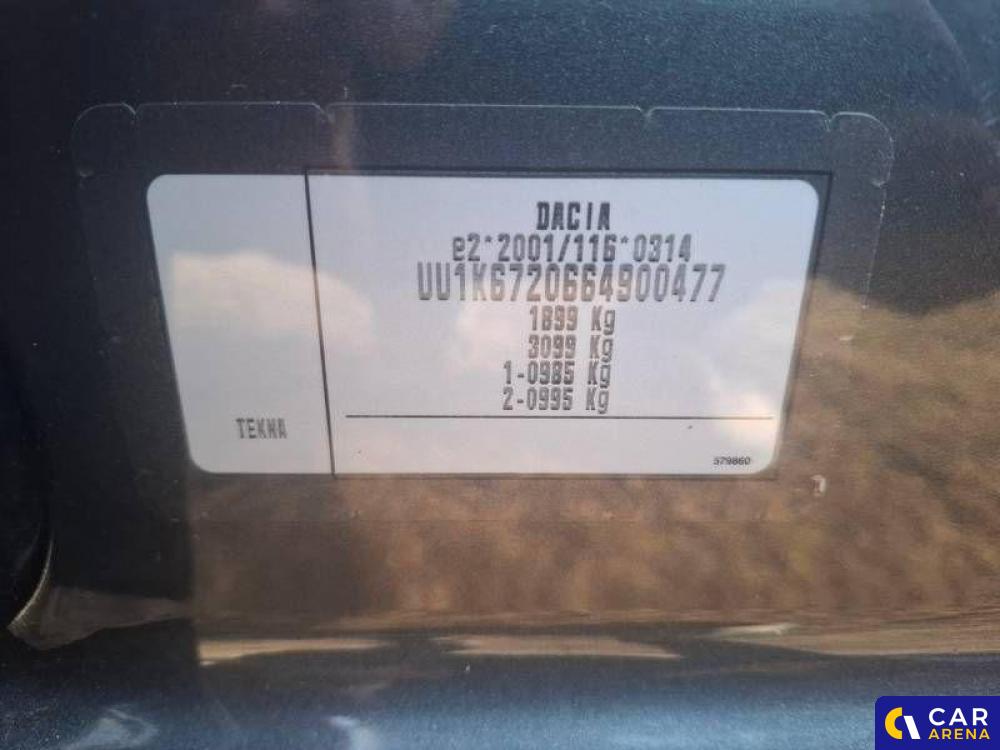 DACIA
e2*2001/116*0314
UU1K6720664900477
1899 Kg
3099 Kg
1-0985 Kg
2-0995 Kg
TEKNA
579860
CAR
ARENA